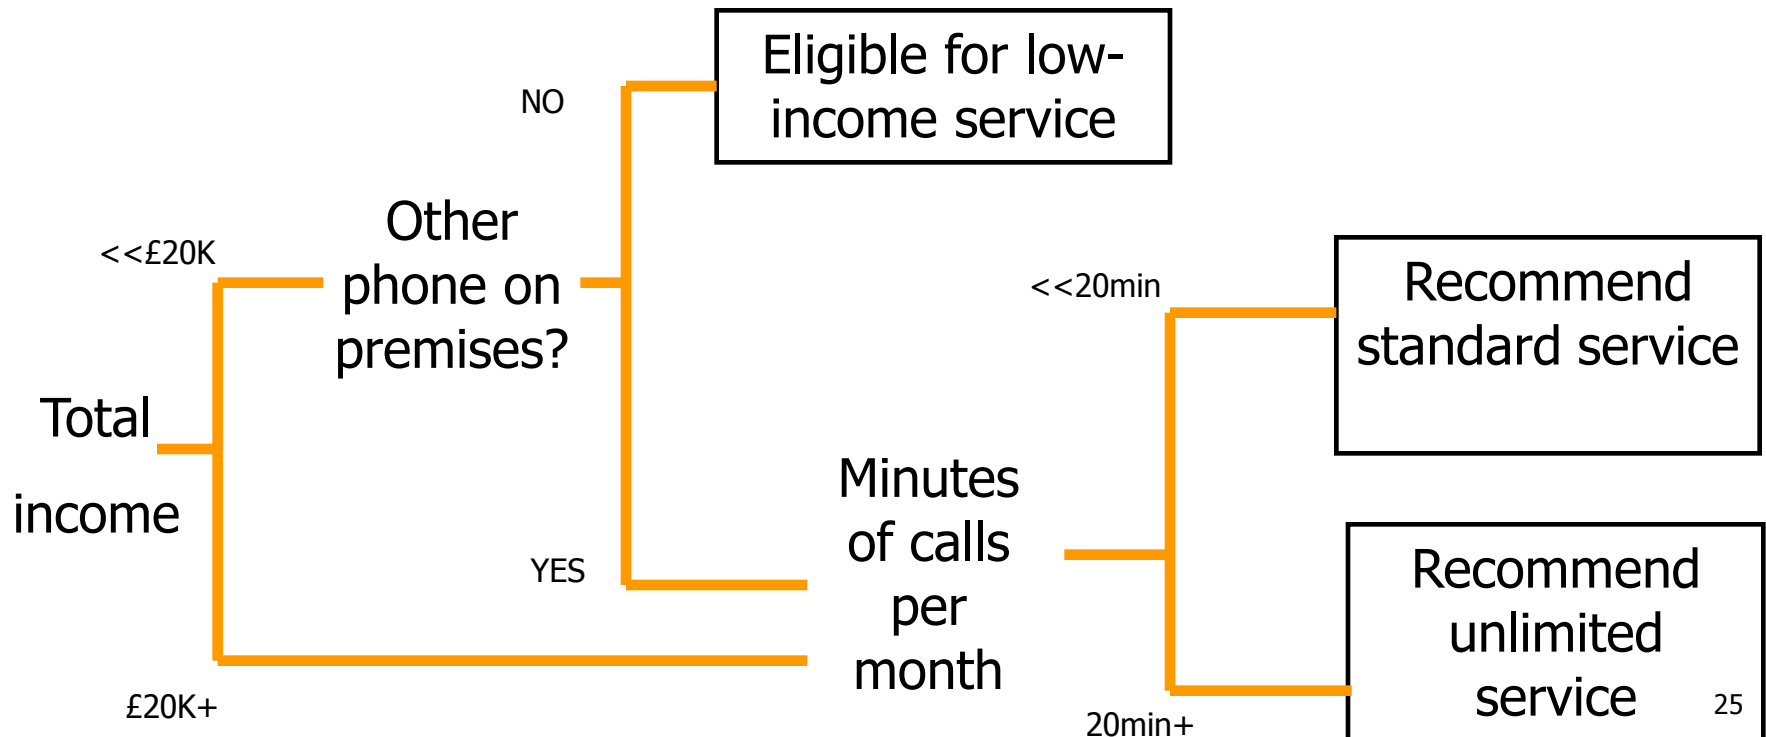 Eligible for low-
income service
NO
Other
phone on
premises?
<<£20K
<<20min
Recommend
standard service
Total
income
Minutes
of calls
per
month
YES
Recommend
unlimited
service
£20K+
20min+
25